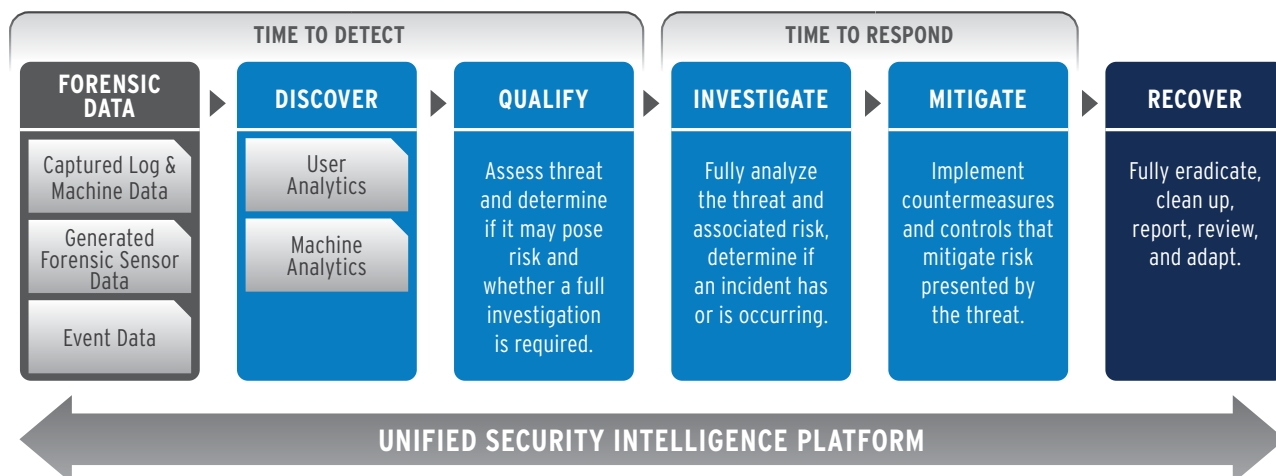 TIME TO DETECT
TIME TO RESPOND
FORENSIC
DATA
Captured Log &
Machine Data
Generated
Forensic Sensor
Data
Event Data
DISCOVER
User
Analytics
Machine
Analytics
QUALIFY
Assess threat
and determine
if it may pose
risk and
whether a full
investigation
is required.
INVESTIGATE
Fully analyze
the threat and
associated risk,
determine if
an incident has
or is occurring.
MITIGATE
Implement
countermeasures
and controls that
mitigate risk
presented by
the threat.
RECOVER
Fully eradicate,
clean up,
report, review,
and adapt.
UNIFIED SECURITY INTELLIGENCE PLATFORM